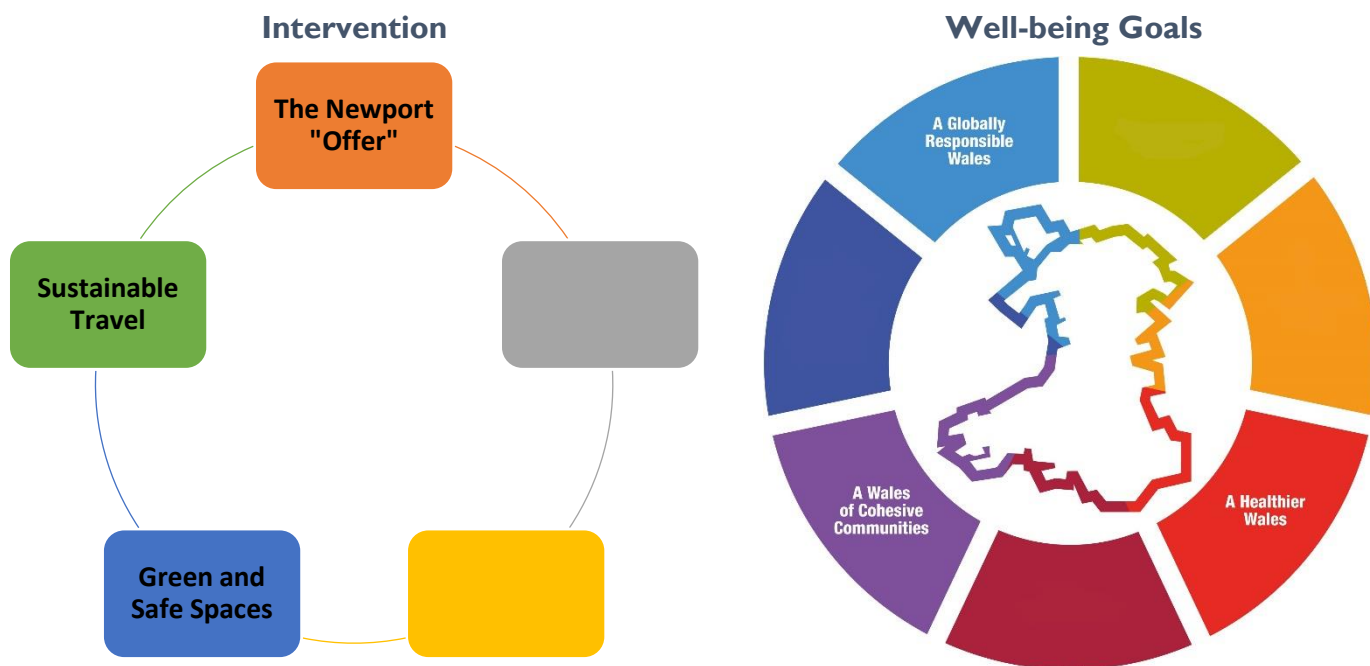 Intervention
The Newport
"Offer"
Sustainable
Travel
Green and
Safe Spaces
Well-being Goals
A Globally
Responsible
Wales
A Wales
of Cohesive
Communities
A Healthier
Wales